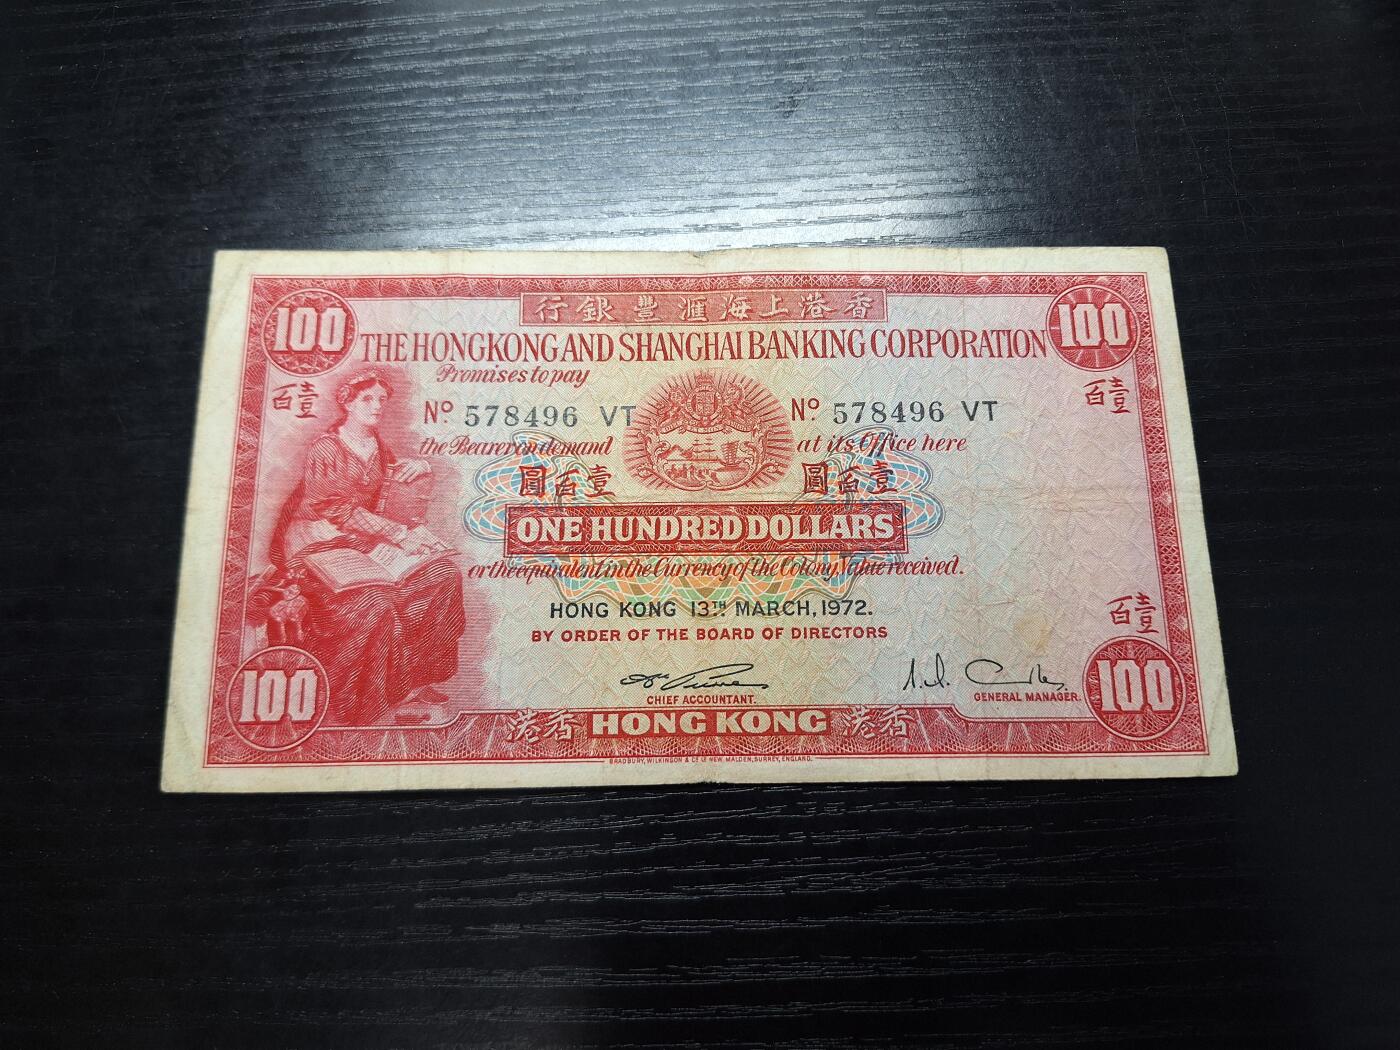 行銀豐滙海上港香
100
100
THE HONGKONG AND SHANGHAI BANKING CORPORATION
Promises to pay
百壹
百壹
Nº 578496 VT
Nº 578496 VT
the Bearer on demand
at its Office here
圓百壹
圓百壹
ONE HUNDRED DOLLARS
or the equivalent in the Currency of the Colony, Value received.
HONG KONG 13TH MARCH, 1972.
百壹
BY ORDER OF THE BOARD OF DIRECTORS
CHIEF ACCOUNTANT.
GENERAL MANAGER.
100
100
港香 HONG KONG 港香
BRADBURY, WILKINSON & Cº Lº NEW MALDEN, SURREY, ENGLAND.